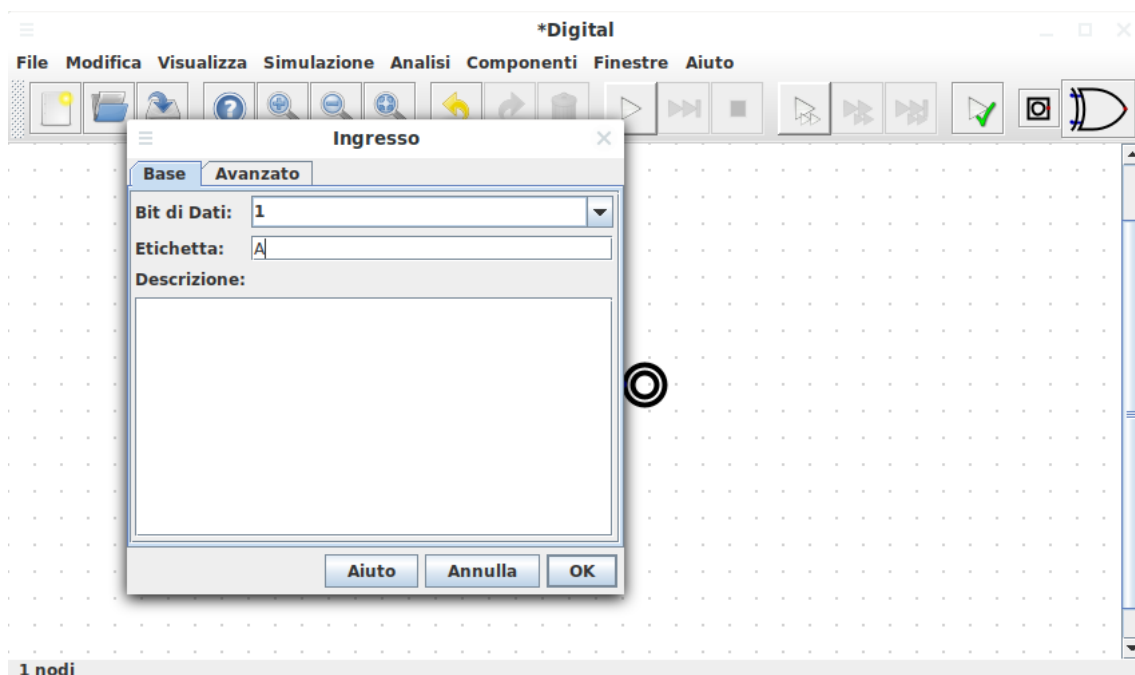 *Digital
File Modifica Visualizza Simulazione Analisi Componenti Finestre Aiuto
Ingresso
Base Avanzato
Bit di Dati: 1
Etichetta: A
Descrizione:
Aiuto Annulla OK
1 nodi